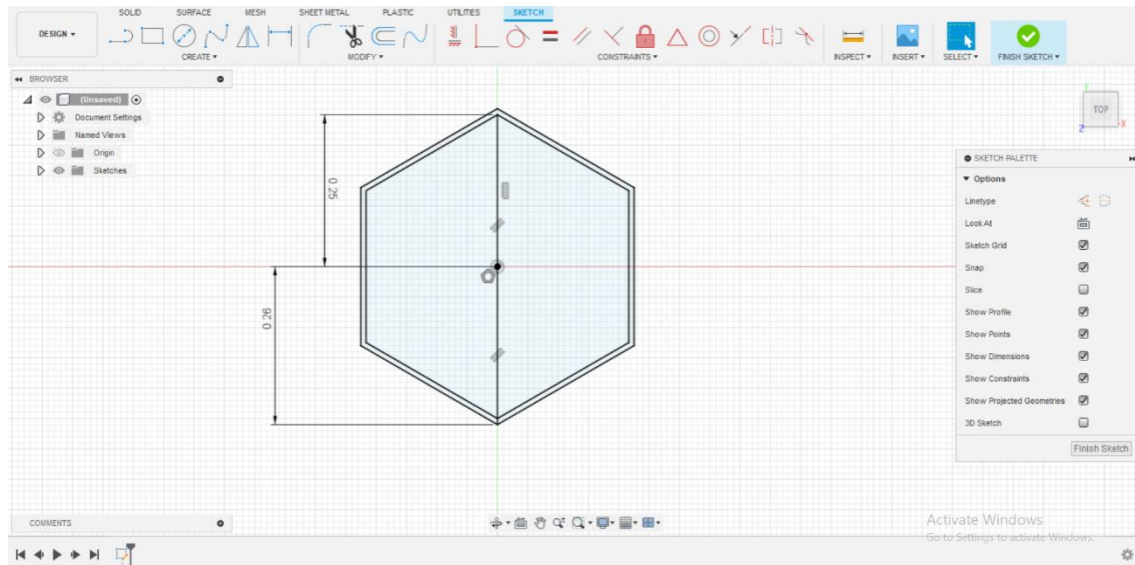 SOLID SURFACE MESH SHEET METAL PLASTIC UTILITIES SKETCH
DESIGN
CREATE MODIFY CONSTRAINTS INSPECT INSERT SELECT FINISH SKETCH
BROWSER
(Unsaved)
Document Settings
Named Views
Origin
Sketches
TOP
Y
X
Z
0.25
0.26
SKETCH PALETTE
Options
Linetype
Look At
Sketch Grid
Snap
Slice
Show Profile
Show Points
Show Dimensions
Show Constraints
Show Projected Geometries
3D Sketch
Finish Sketch
COMMENTS
Activate Windows
Go to Settings to activate Windows.